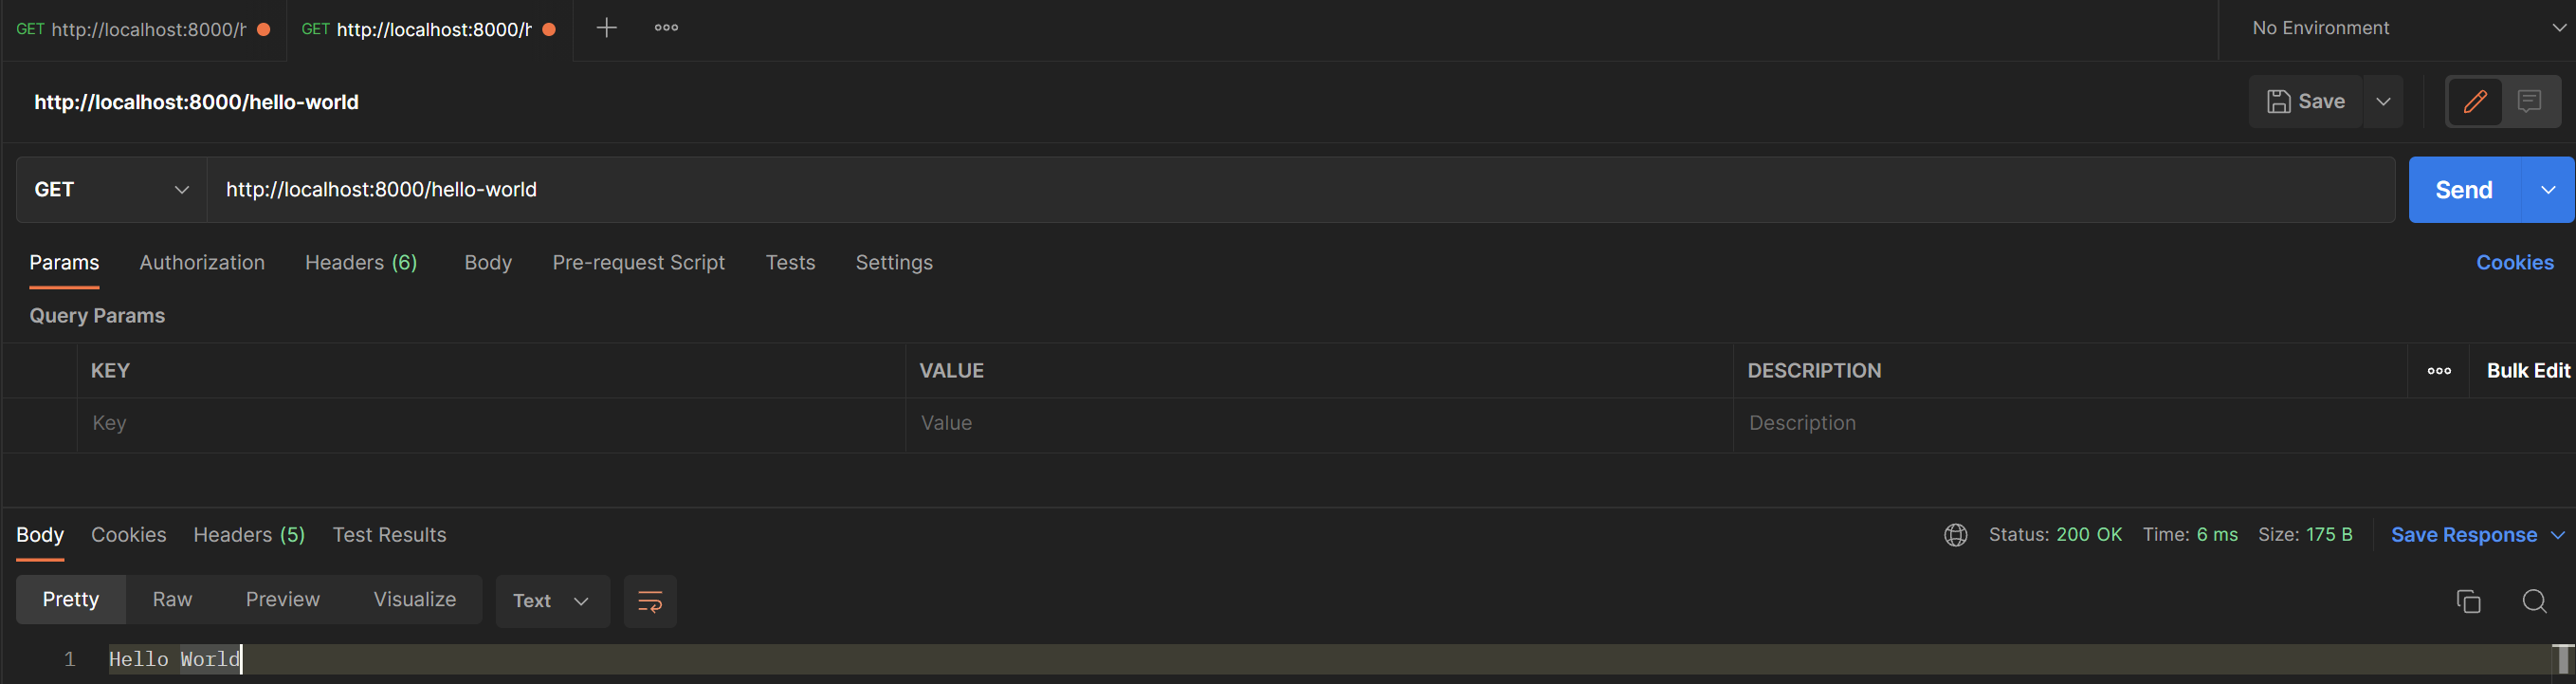 GET http://localhost:8000/h GET http://localhost:8000/h No Environment
http://localhost:8000/hello-world Save
GET http://localhost:8000/hello-world Send
Params Authorization Headers (6) Body Pre-request Script Tests Settings Cookies
Query Params
KEY VALUE DESCRIPTION Bulk Edit
Key Value Description
Body Cookies Headers (5) Test Results Status: 200 OK Time: 6 ms Size: 175 B Save Response
Pretty Raw Preview Visualize Text
1 Hello World